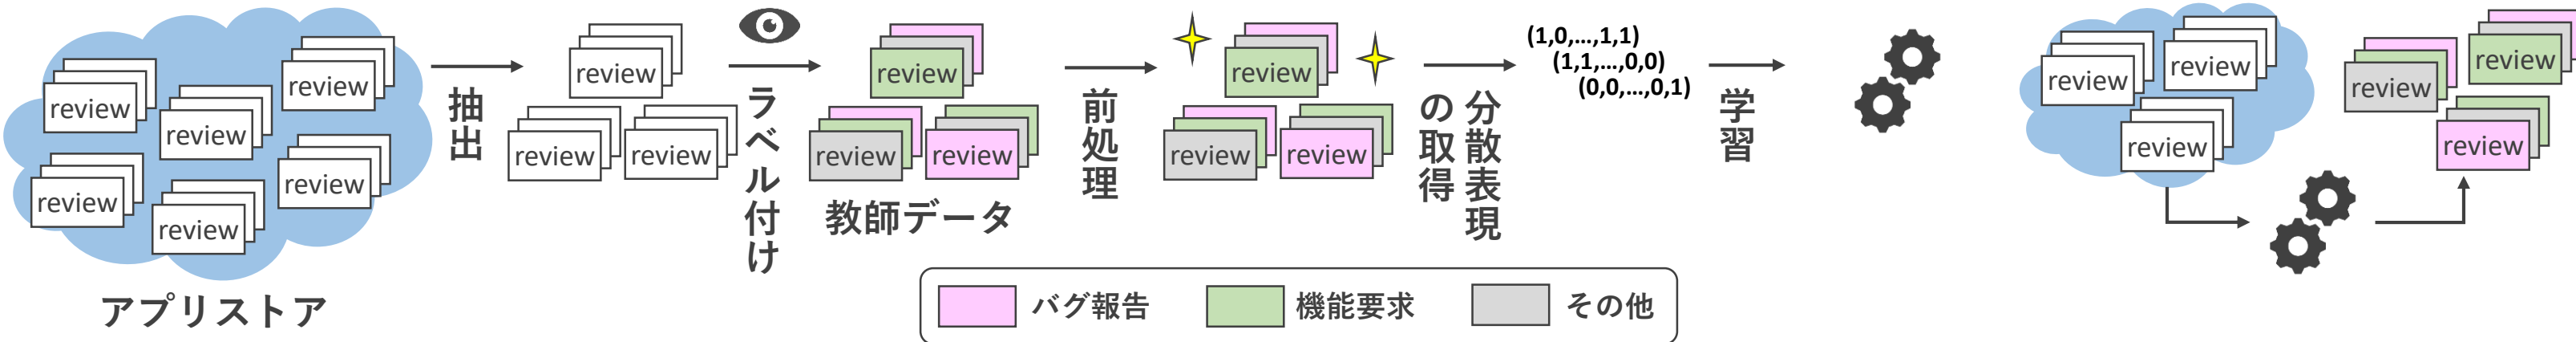 review
review
review
review
review
review
アプリストア
抽出
review
review
review
ラベル付け
review
review
review
教師データ
前処理
review
review
review
分散表現
の取得
(1,0,…,1,1)
(1,1,…,0,0)
(0,0,…,0,1)
学習
review
review
review
review
review
review
バグ報告
機能要求
その他